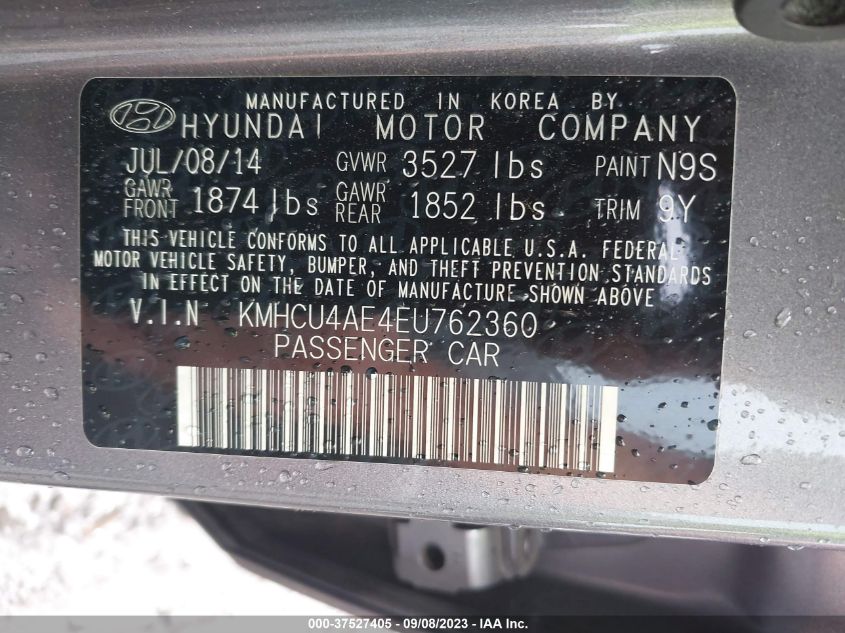 MANUFACTURED IN KOREA BY
HYUNDAI MOTOR COMPANY
JUL/08/14 GVWR 3527 lbs PAINT N9S
GAWR FRONT 1874 lbs GAWR REAR 1852 lbs TRIM 9Y
THIS VEHICLE CONFORMS TO ALL APPLICABLE U.S.A. FEDERAL
MOTOR VEHICLE SAFETY, BUMPER, AND THEFT PREVENTION STANDARDS
IN EFFECT ON THE DATE OF MANUFACTURE SHOWN ABOVE
V.I.N KMHCU4AE4EU762360
PASSENGER CAR
000-37527405 - 09/08/2023 - IAAI.COM